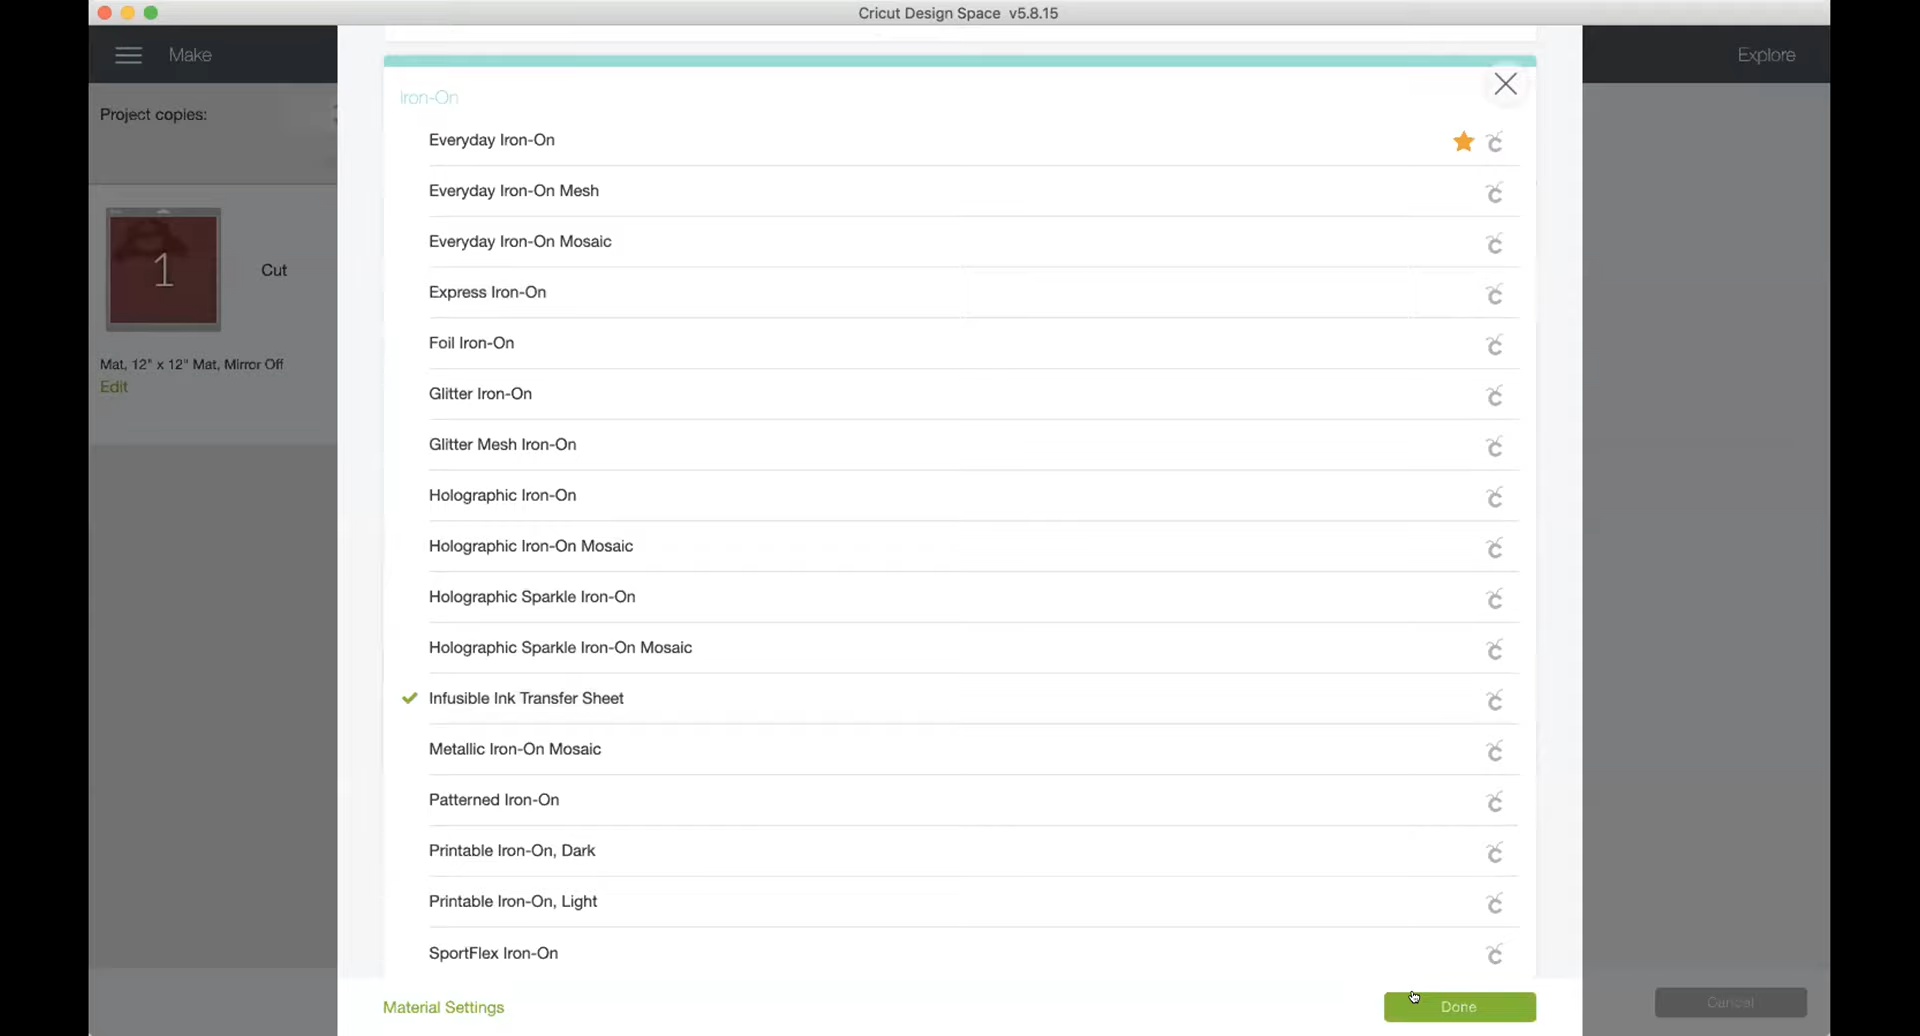 Cricut Design Space v5.8.15
Make
Explore
Project copies:
1
Cut
Mat, 12" x 12" Mat, Mirror Off
Edit
Iron-On
Everyday Iron-On
Everyday Iron-On Mesh
Everyday Iron-On Mosaic
Express Iron-On
Foil Iron-On
Glitter Iron-On
Glitter Mesh Iron-On
Holographic Iron-On
Holographic Iron-On Mosaic
Holographic Sparkle Iron-On
Holographic Sparkle Iron-On Mosaic
Infusible Ink Transfer Sheet
Metallic Iron-On Mosaic
Patterned Iron-On
Printable Iron-On, Dark
Printable Iron-On, Light
SportFlex Iron-On
Material Settings
Done
Cancel